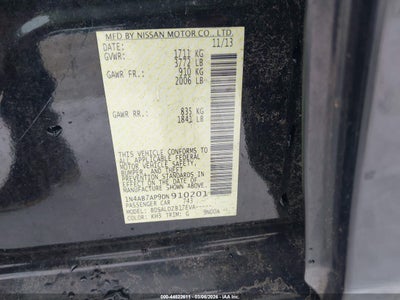 MFD BY NISSAN MOTOR CO., LTD.
DATE: 11/13
GVWR: 1711 KG
3772 LB
GAWR FR.: 910 KG
2006 LB
GAWR RR.: 835 KG
1841 LB
THIS VEHICLE CONFORMS TO ALL
APPLICABLE FEDERAL MOTOR
VEHICLE SAFETY,
BUMPER, AND THEFT
PREVENTION STANDARDS
IN EFFECT ON THE DATE OF
MANUFACTURE SHOWN ABOVE.
PASSENGER CAR 743
MODEL:
COLOR: KH3 TRIM: G